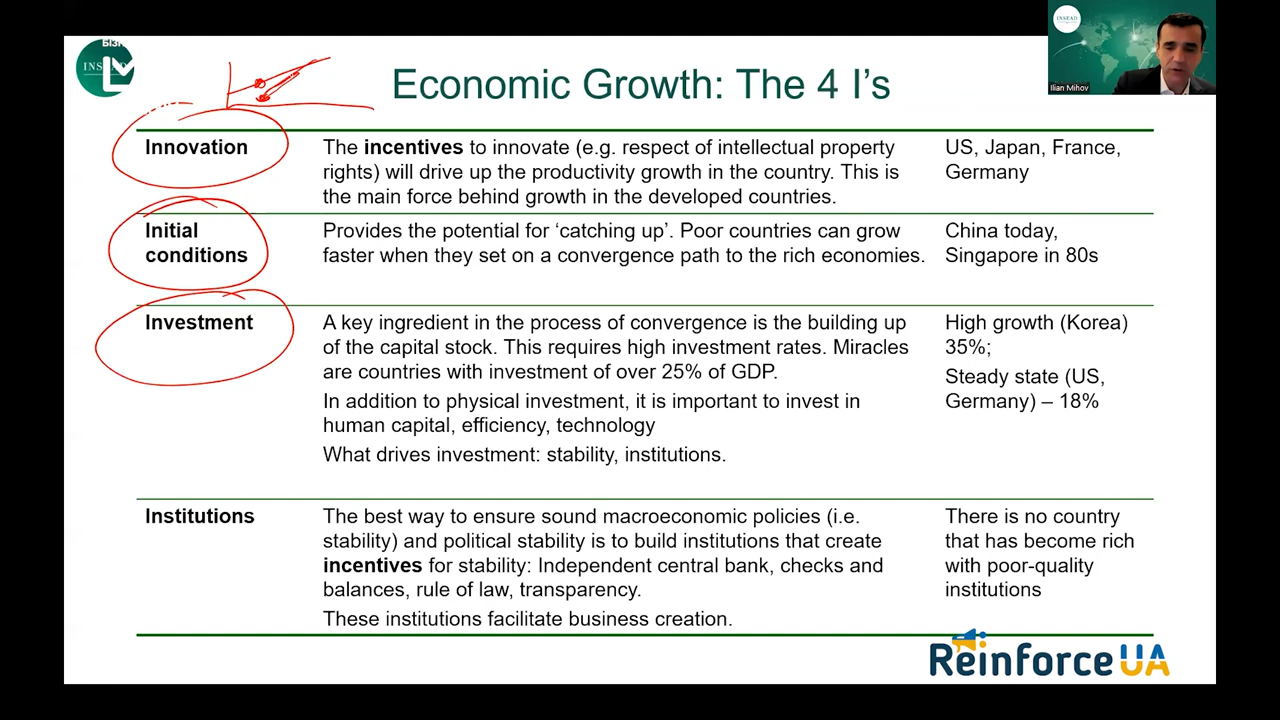 БІЗН
INSEAD
INSEAD
Ilian Mihov
Economic Growth: The 4 I's
Innovation
The incentives to innovate (e.g. respect of intellectual property
rights) will drive up the productivity growth in the country. This is
the main force behind growth in the developed countries.
US, Japan, France,
Germany
Initial
conditions
Provides the potential for ‘catching up’. Poor countries can grow
faster when they set on a convergence path to the rich economies.
China today,
Singapore in 80s
Investment
A key ingredient in the process of convergence is the building up
of the capital stock. This requires high investment rates. Miracles
are countries with investment of over 25% of GDP.
In addition to physical investment, it is important to invest in
human capital, efficiency, technology
What drives investment: stability, institutions.
High growth (Korea)
35%;
Steady state (US,
Germany) – 18%
Institutions
The best way to ensure sound macroeconomic policies (i.e.
stability) and political stability is to build institutions that create
incentives for stability: Independent central bank, checks and
balances, rule of law, transparency.
These institutions facilitate business creation.
There is no country
that has become rich
with poor-quality
institutions
Reinforce UA